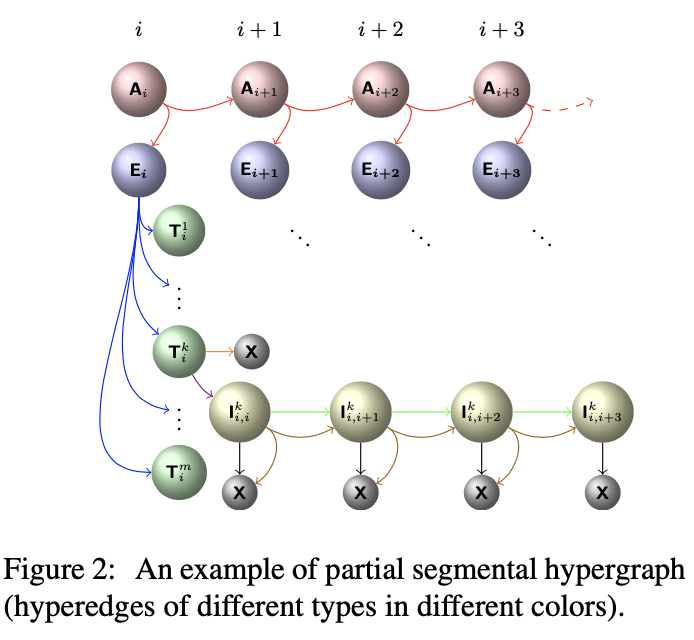 i i + 1 i + 2 i + 3
A_i A_{i+1} A_{i+2} A_{i+3}
E_i E_{i+1} E_{i+2} E_{i+3}
T_i^1 ⋱ ⋱ ⋱
⋮
T_i^k X
I_{i,i}^k I_{i,i+1}^k I_{i,i+2}^k I_{i,i+3}^k
⋮
T_i^m X X X X
Figure 2: An example of partial segmental hypergraph
(hyperedges of different types in different colors).